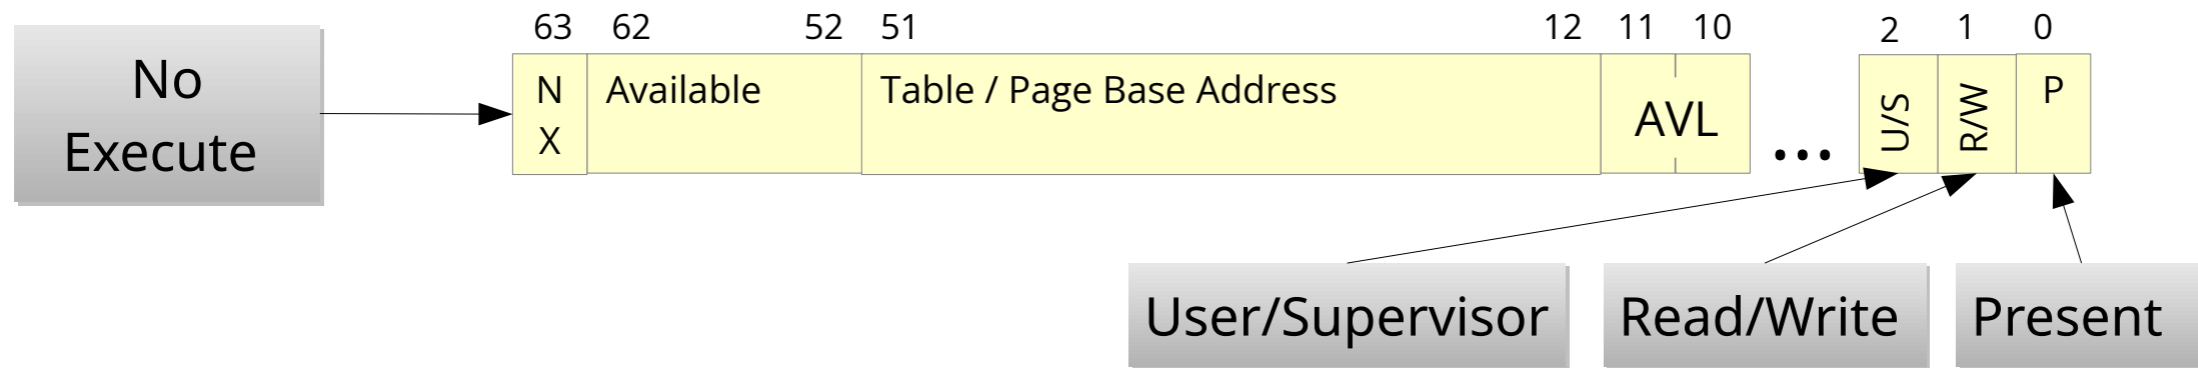 63 62 52 51 12 11 10 2 1 0
No
Execute
N
X
Available
Table / Page Base Address
AVL
...
U/S
R/W
P
User/Supervisor
Read/Write
Present